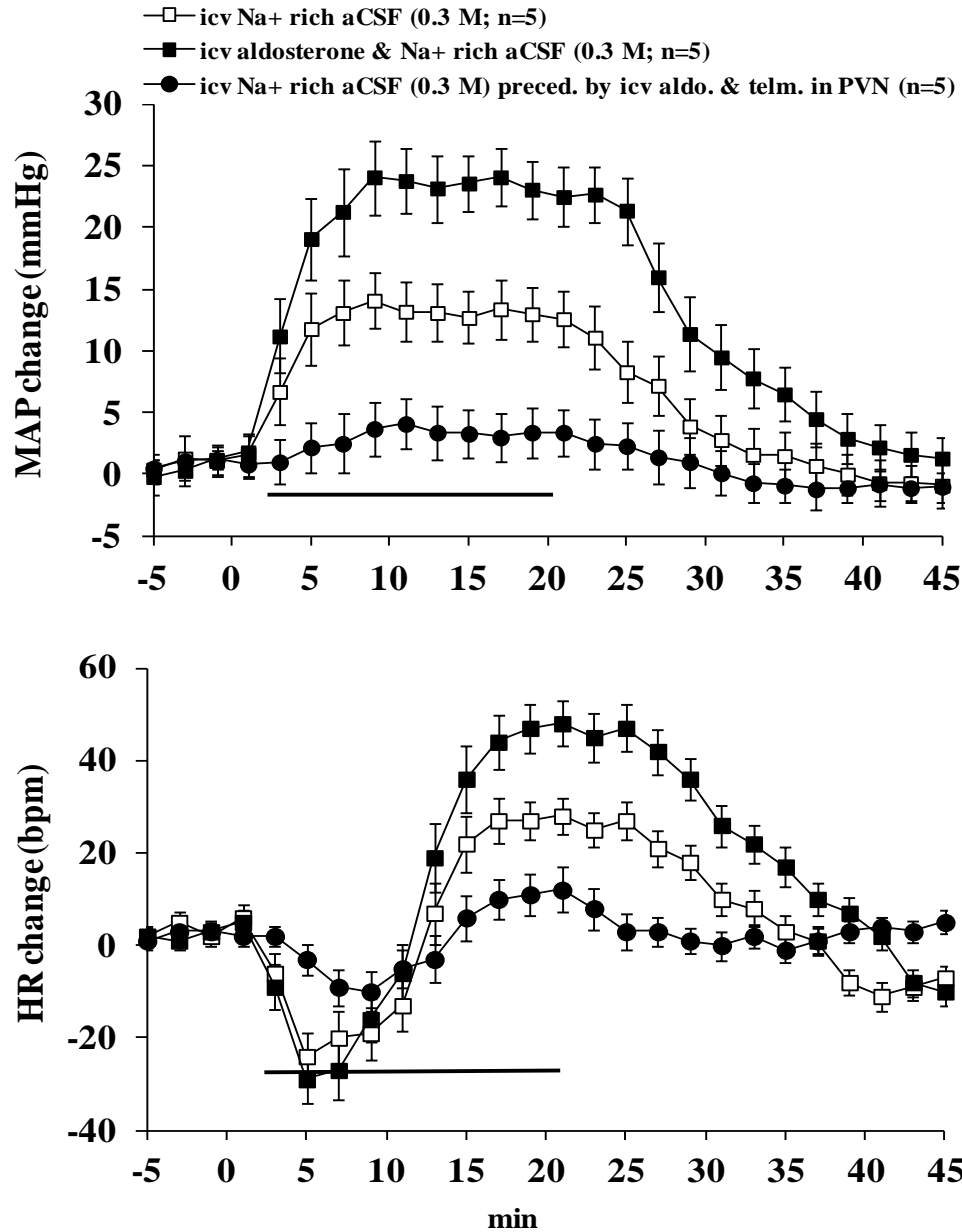 icv Na+ rich aCSF (0.3 M; n=5)
icv aldosterone & Na+ rich aCSF (0.3 M; n=5)
icv Na+ rich aCSF (0.3 M) preced. by icv aldo. & telm. in PVN (n=5)
MAP change (mmHg)
30
25
20
15
10
5
0
-5
-5 0 5 10 15 20 25 30 35 40 45
HR change (bpm)
60
40
20
0
-20
-40
-5 0 5 10 15 20 25 30 35 40 45
min